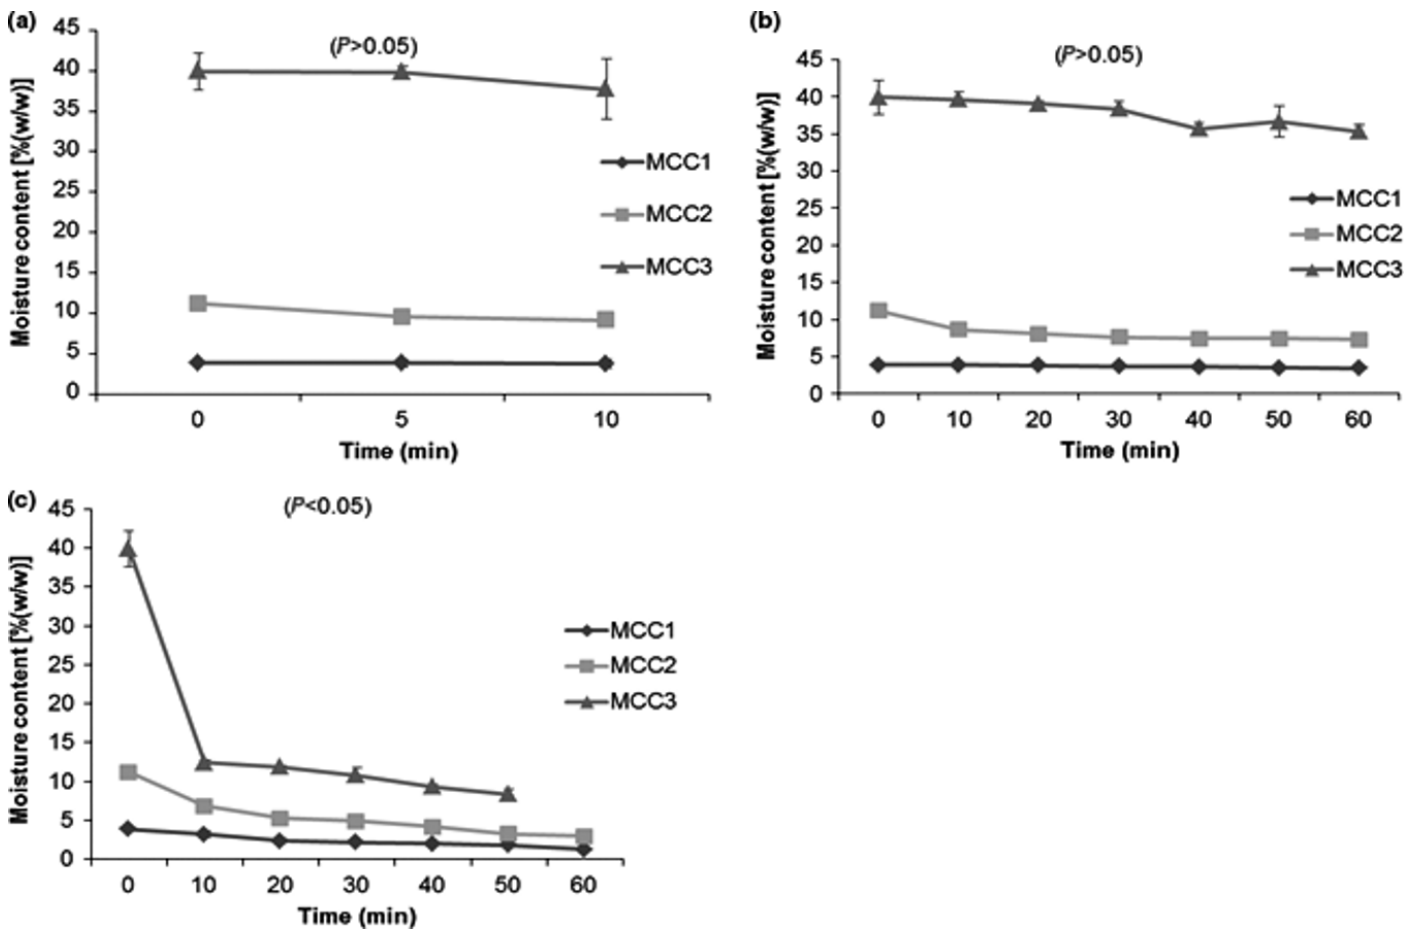 (a)
(P>0.05)
Moisture content [%(w/w)]
45
40
35
30
25
20
15
10
5
0
MCC1
MCC2
MCC3
0 5 10
Time (min)
(b)
(P>0.05)
Moisture content [%(w/w)]
45
40
35
30
25
20
15
10
5
0
MCC1
MCC2
MCC3
0 10 20 30 40 50 60
Time (min)
(c)
(P<0.05)
Moisture content [%(w/w)]
45
40
35
30
25
20
15
10
5
0
MCC1
MCC2
MCC3
0 10 20 30 40 50 60
Time (min)